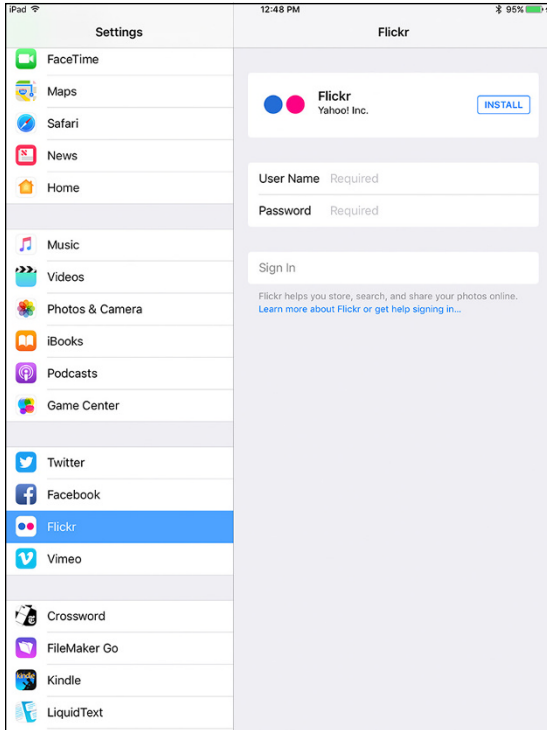 iPad 12:48 PM 95%
Settings
FaceTime
Maps
Safari
News
Home
Music
Videos
Photos & Camera
iBooks
Podcasts
Game Center
Twitter
Facebook
Flickr
Vimeo
Crossword
FileMaker Go
Kindle
LiquidText
Flickr
Flickr
Yahoo! Inc.
INSTALL
User Name Required
Password Required
Sign In
Flickr helps you store, search, and share your photos online.
Learn more about Flickr or get help signing in...